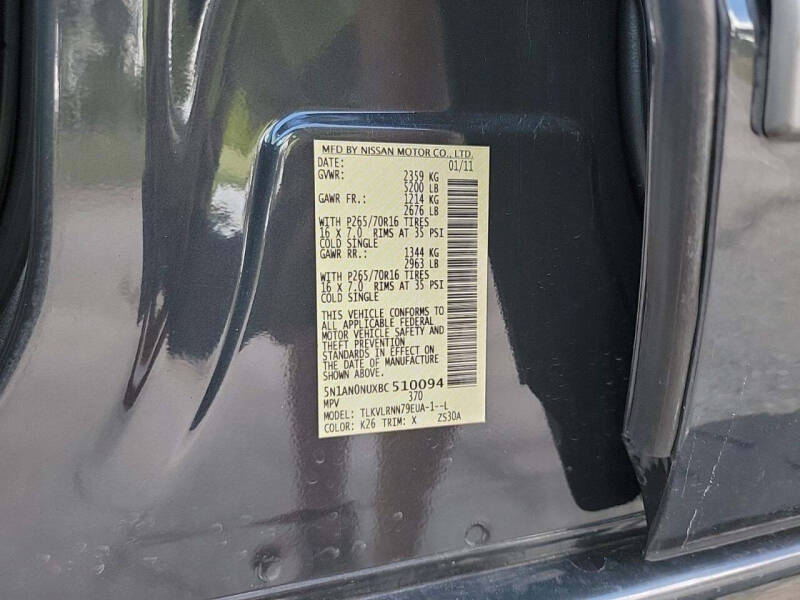 MFD BY NISSAN MOTOR CO., LTD.
DATE: 01/11
GVWR: 2359 KG
5200 LB
GAWR FR.: 1214 KG
2676 LB
WITH P265/70R16 TIRES
16 X 7.0 RIMS AT 35 PSI
COLD SINGLE
GAWR RR.: 1344 KG
2963 LB
WITH P265/70R16 TIRES
16 X 7.0 RIMS AT 35 PSI
COLD SINGLE
THIS VEHICLE CONFORMS TO
ALL APPLICABLE FEDERAL
MOTOR VEHICLE SAFETY AND
THEFT PREVENTION
STANDARDS IN EFFECT ON
THE DATE OF MANUFACTURE
SHOWN ABOVE.
5N1AN0NUXBC510094
MPV 370
MODEL: TLKVLRNN79EUA-1--L
COLOR: K26 TRIM: X ZS30A